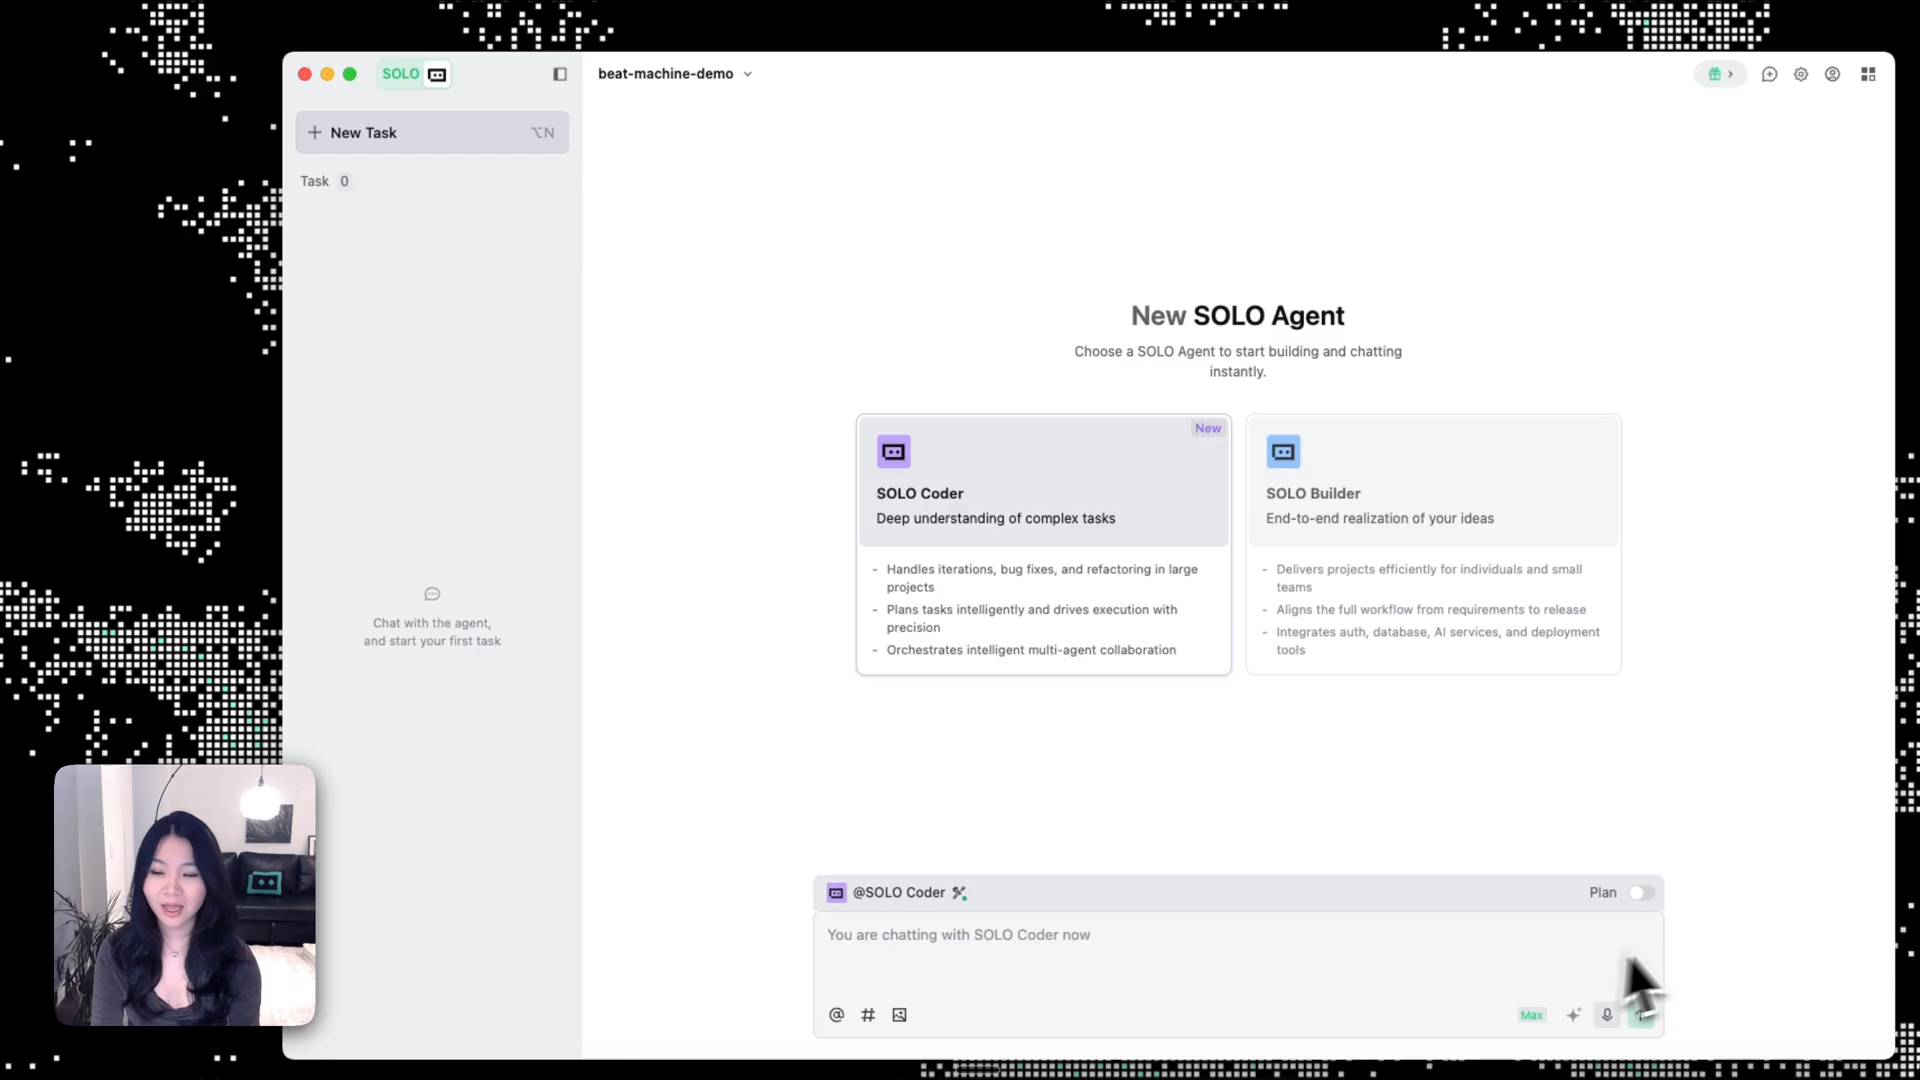 SOLO
beat-machine-demo
New Task
⌥N
Task 0
New SOLO Agent
Choose a SOLO Agent to start building and chatting
instantly.
New
SOLO Coder
Deep understanding of complex tasks
- Handles iterations, bug fixes, and refactoring in large
projects
- Plans tasks intelligently and drives execution with
precision
- Orchestrates intelligent multi-agent collaboration
SOLO Builder
End-to-end realization of your ideas
- Delivers projects efficiently for individuals and small
teams
- Aligns the full workflow from requirements to release
- Integrates auth, database, AI services, and deployment
tools
Chat with the agent,
and start your first task
@SOLO Coder
Plan
You are chatting with SOLO Coder now
@ #
Max